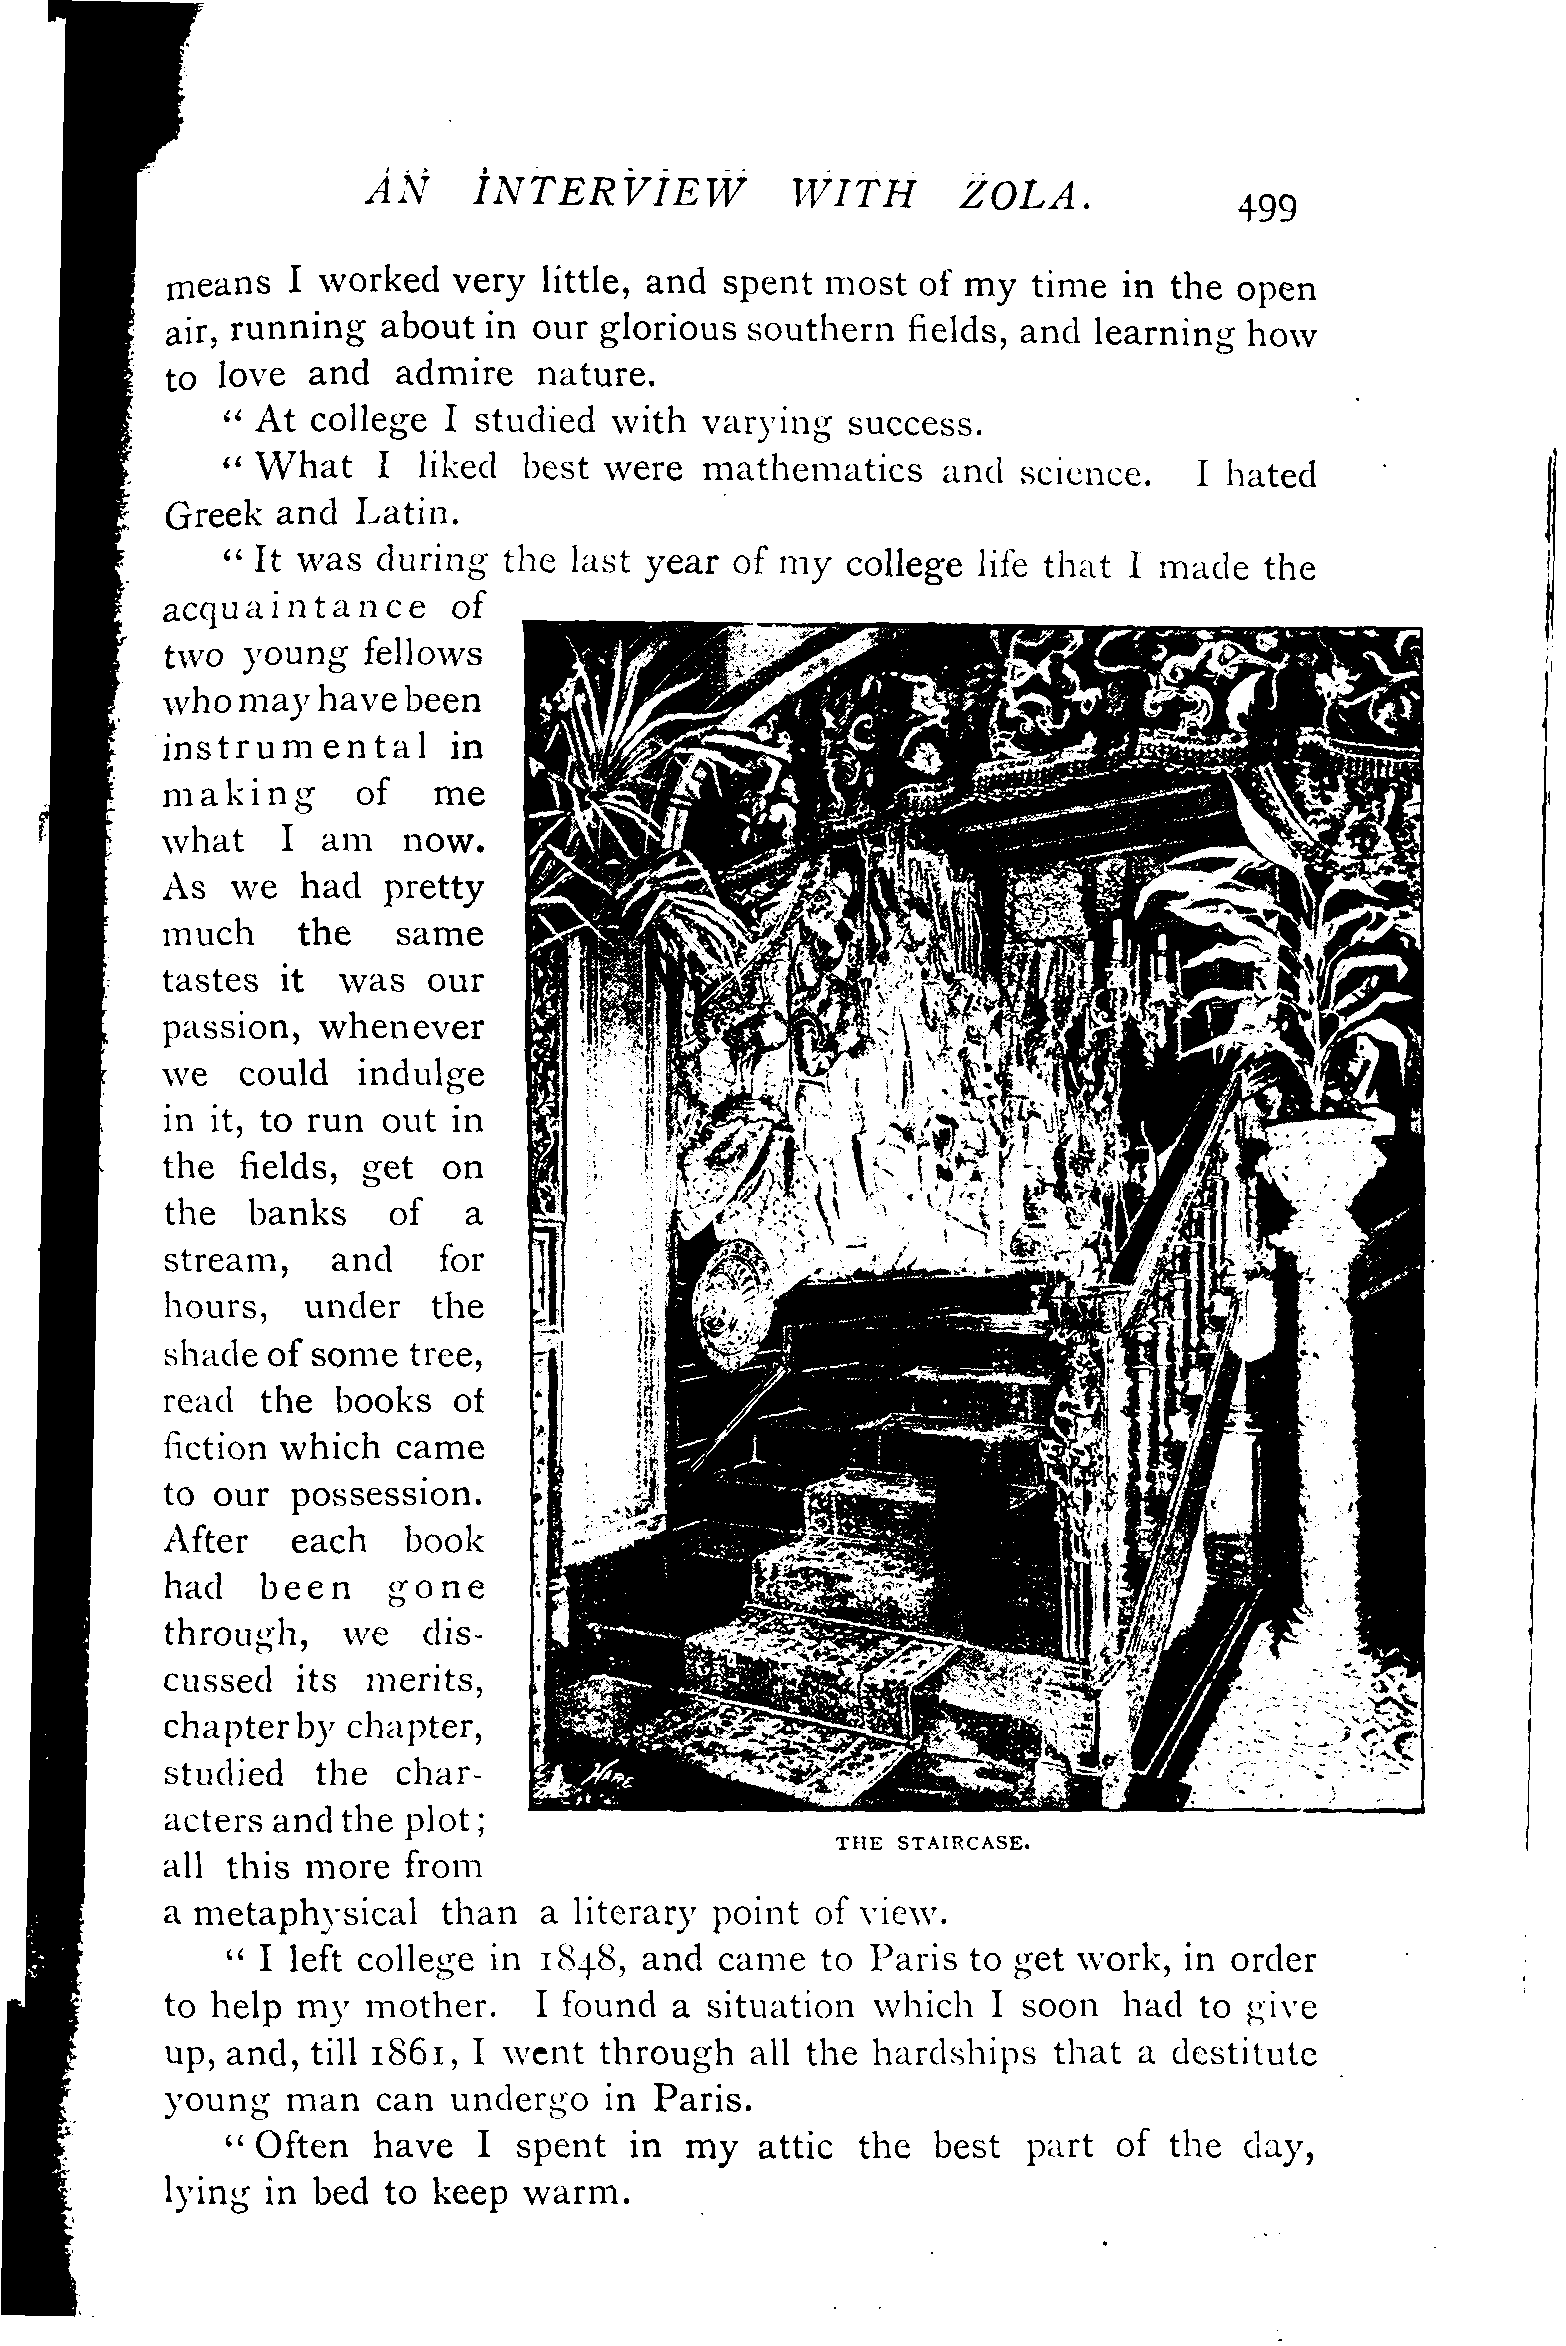 AN INTERVIEW WITH ZOLA. 499
means I worked very little, and spent most of my time in the open
air, running about in our glorious southern fields, and learning how
to love and admire nature.
“ At college I studied with varying success.
“ What I liked best were mathematics and science. I hated
Greek and Latin.
“ It was during the last year of my college life that I made the
acquaintance of
two young fellows
who may have been
instrumental in
making of me
what I am now.
As we had pretty
much the same
tastes it was our
passion, whenever
we could indulge
in it, to run out in
the fields, get on
the banks of a
stream, and for
hours, under the
shade of some tree,
read the books of
fiction which came
to our possession.
After each book
had been gone
through, we dis-
cussed its merits,
chapter by chapter,
studied the char-
acters and the plot;
all this more from
a metaphysical than a literary point of view.
HARE
THE STAIRCASE.
“ I left college in 1848, and came to Paris to get work, in order
to help my mother. I found a situation which I soon had to give
up, and, till 1861, I went through all the hardships that a destitute
young man can undergo in Paris.
“ Often have I spent in my attic the best part of the day,
lying in bed to keep warm.